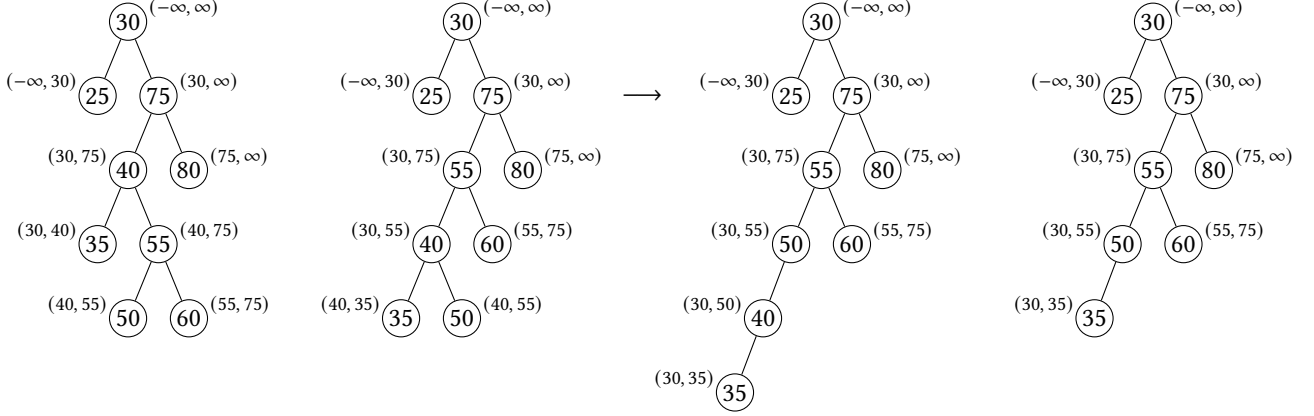 30 (−∞, ∞) 30 (−∞, ∞) 30 (−∞, ∞) 30 (−∞, ∞)
(−∞, 30) 25 75 (30, ∞) (−∞, 30) 25 75 (30, ∞) ⟶ (−∞, 30) 25 75 (30, ∞) (−∞, 30) 25 75 (30, ∞)
(30, 75) 40 80 (75, ∞) (30, 75) 55 80 (75, ∞) (30, 75) 55 80 (75, ∞) (30, 75) 55 80 (75, ∞)
(30, 40) 35 55 (40, 75) (30, 55) 40 60 (55, 75) (30, 55) 50 60 (55, 75) (30, 55) 50 60 (55, 75)
(40, 55) 50 60 (55, 75) (40, 35) 35 50 (40, 55) (30, 50) 40 (30, 35) 35
(30, 35) 35